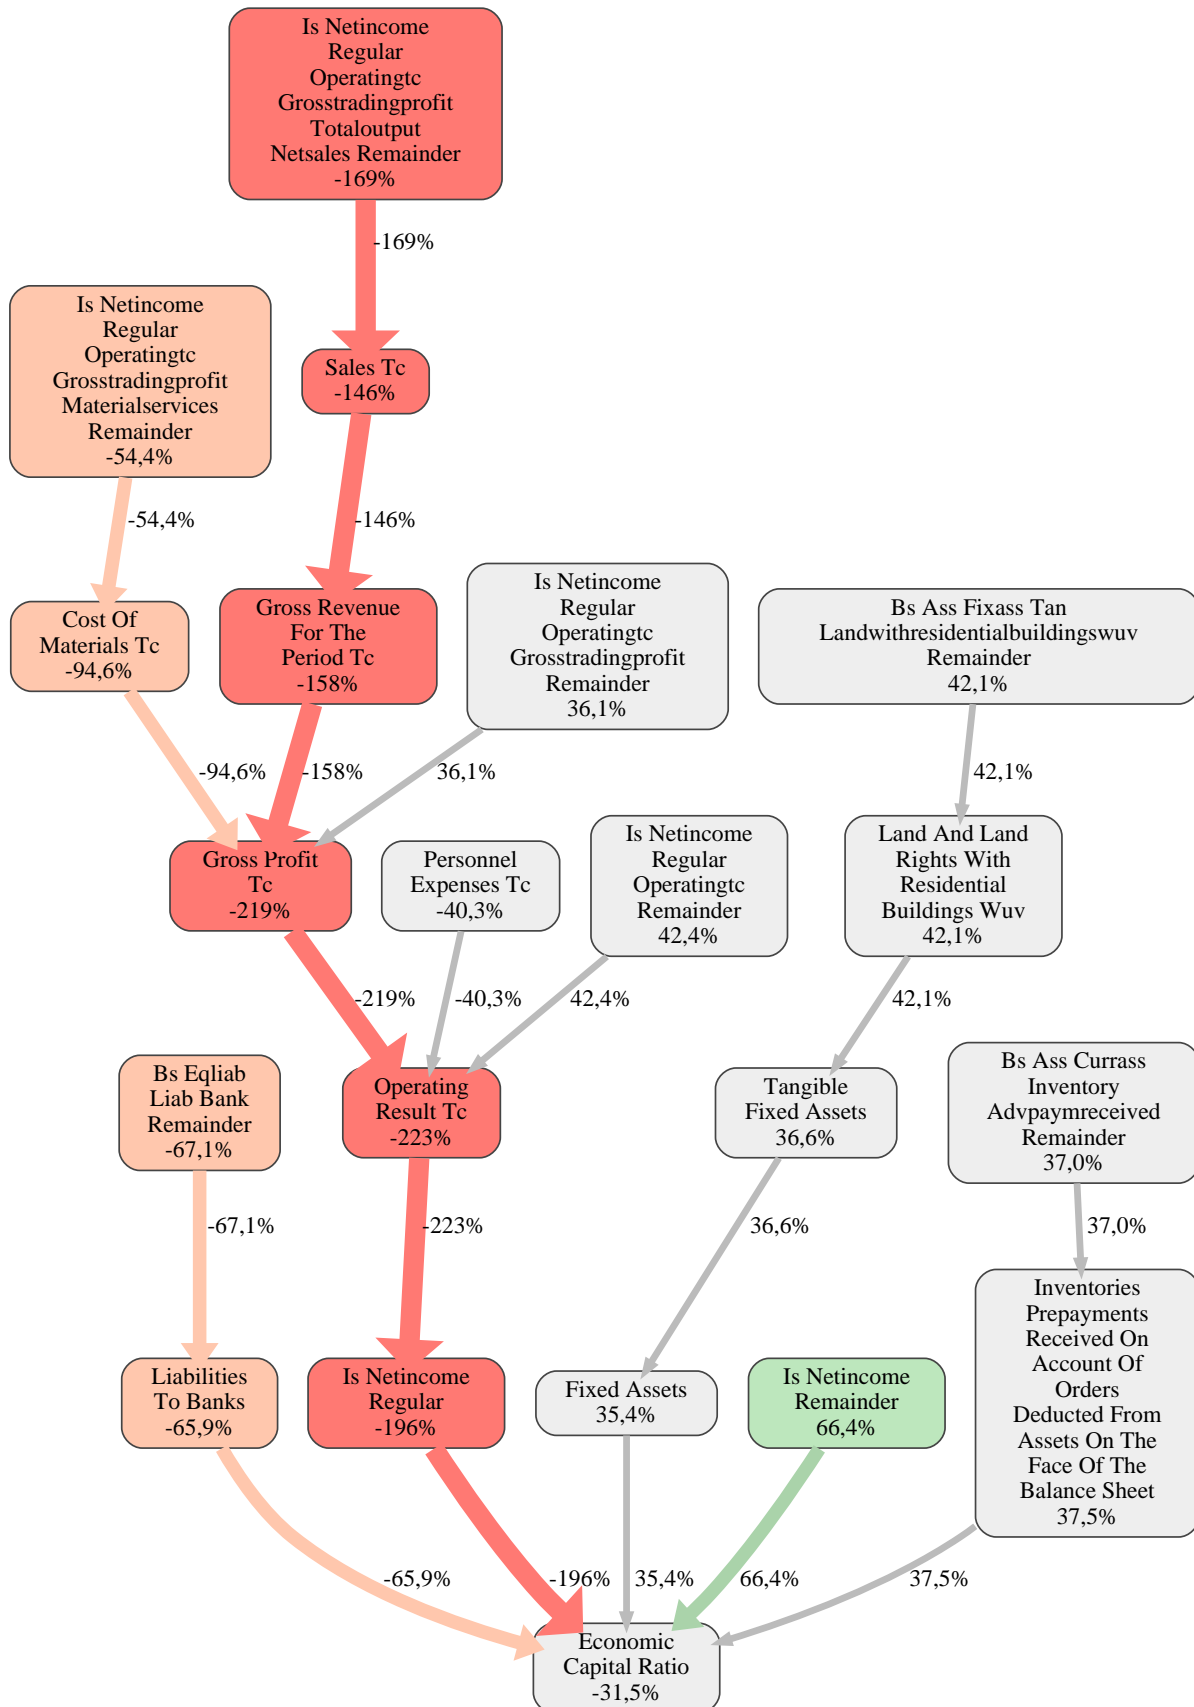 Is Netincome
Regular
Operatingtc
Grosstradingprofit
Totaloutput
Netsales Remainder
-169%
-169%
Is Netincome
Regular
Operatingtc
Grosstradingprofit
Materialservices
Remainder
-54,4%
Sales Tc
-146%
-54,4%
-146%
Cost Of
Materials Tc
-94,6%
Gross Revenue
For The
Period Tc
-158%
Is Netincome
Regular
Operatingtc
Grosstradingprofit
Remainder
36,1%
Bs Ass Fixass Tan
Landwithresidentialbuildingswuv
Remainder
42,1%
-94,6%
-158%
36,1%
42,1%
Gross Profit
Tc
-219%
Personnel
Expenses Tc
-40,3%
Is Netincome
Regular
Operatingtc
Remainder
42,4%
Land And Land
Rights With
Residential
Buildings Wuv
42,1%
-219%
-40,3%
42,4%
42,1%
Bs Eqliab
Liab Bank
Remainder
-67,1%
Operating
Result Tc
-223%
Tangible
Fixed Assets
36,6%
Bs Ass Currass
Inventory
Advpaymreceived
Remainder
37,0%
-67,1%
-223%
36,6%
37,0%
Liabilities
To Banks
-65,9%
Is Netincome
Regular
-196%
Fixed Assets
35,4%
Is Netincome
Remainder
66,4%
Inventories
Prepayments
Received On
Account Of
Orders
Deducted From
Assets On The
Face Of The
Balance Sheet
37,5%
-65,9%
-196%
35,4%
66,4%
37,5%
Economic
Capital Ratio
-31,5%